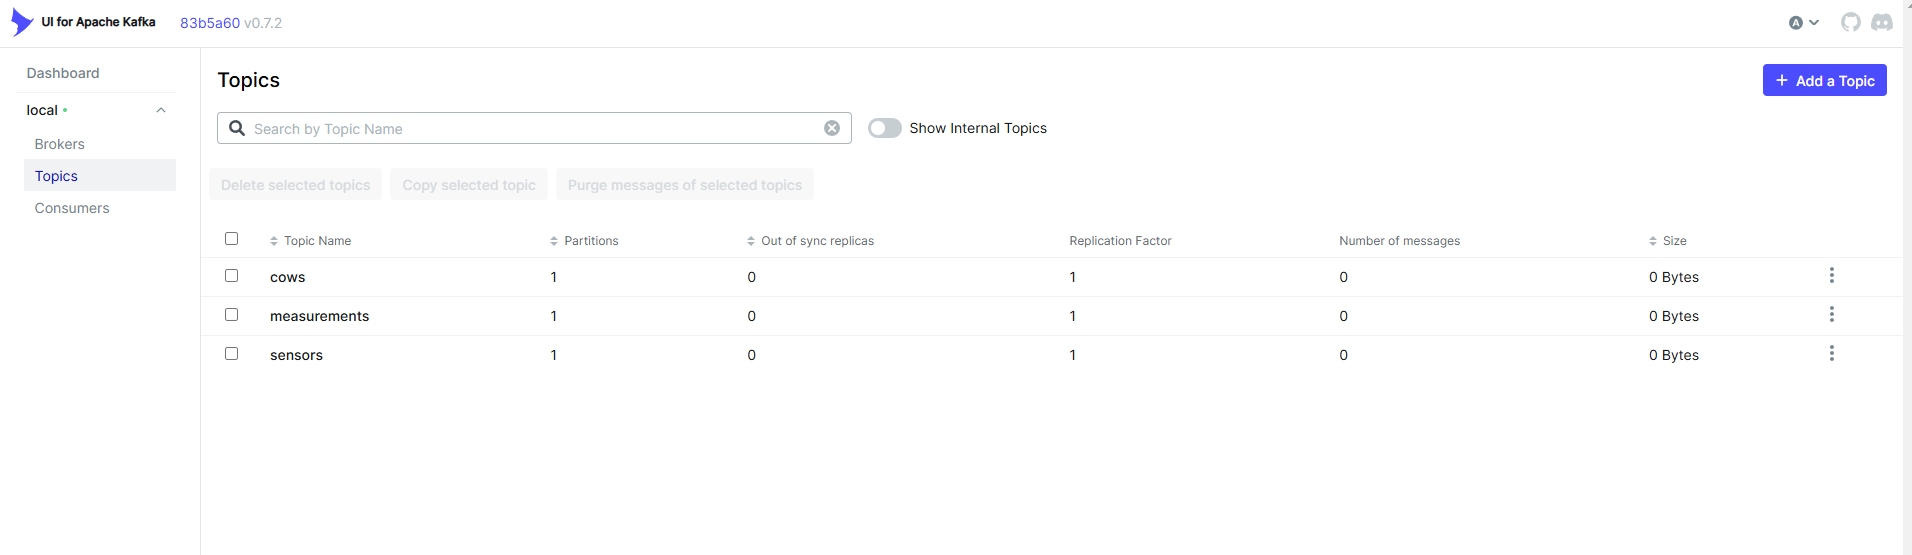 UI for Apache Kafka 83b5a60 v0.7.2 A
Dashboard
local
Brokers
Topics
Consumers
Topics
+ Add a Topic
Search by Topic Name
Show Internal Topics
Delete selected topics Copy selected topic Purge messages of selected topics
Topic Name Partitions Out of sync replicas Replication Factor Number of messages Size
cows 1 0 1 0 0 Bytes
measurements 1 0 1 0 0 Bytes
sensors 1 0 1 0 0 Bytes